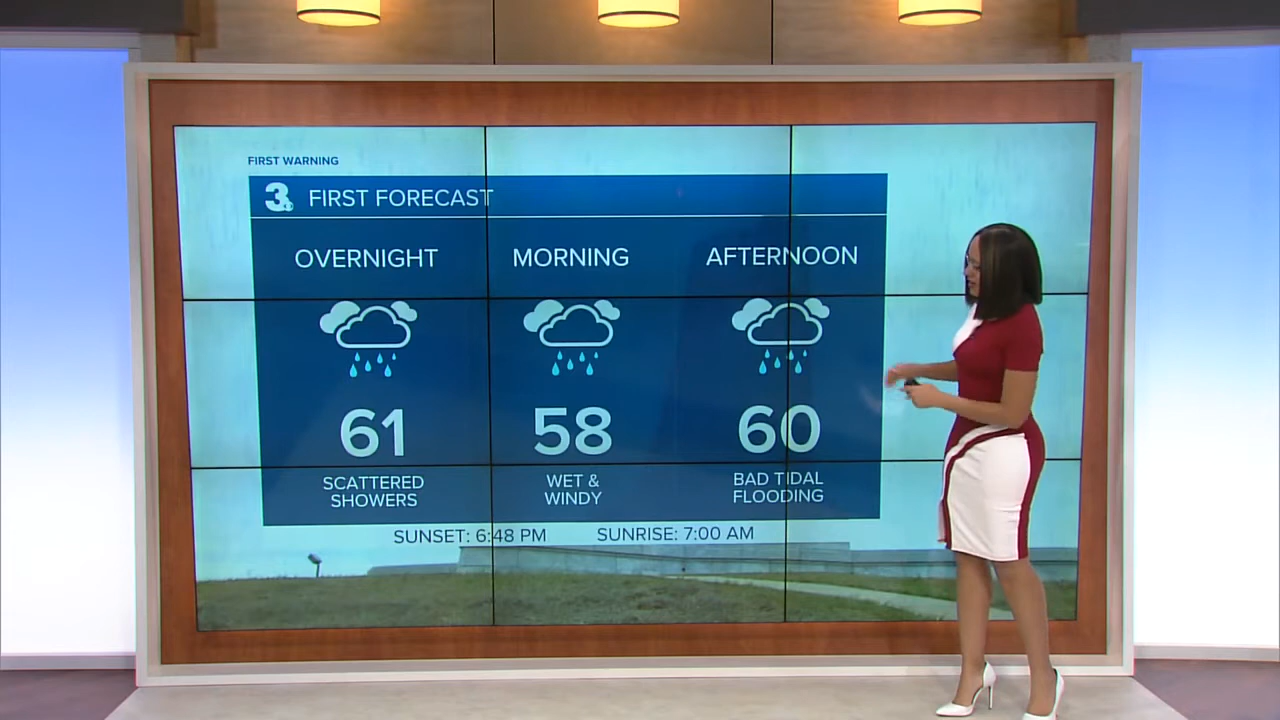 FIRST WARNING
3 FIRST FORECAST
OVERNIGHT MORNING AFTERNOON
61 58 60
SCATTERED SHOWERS
WET & WINDY
BAD TIDAL FLOODING
SUNSET: 6:48 PM SUNRISE: 7:00 AM